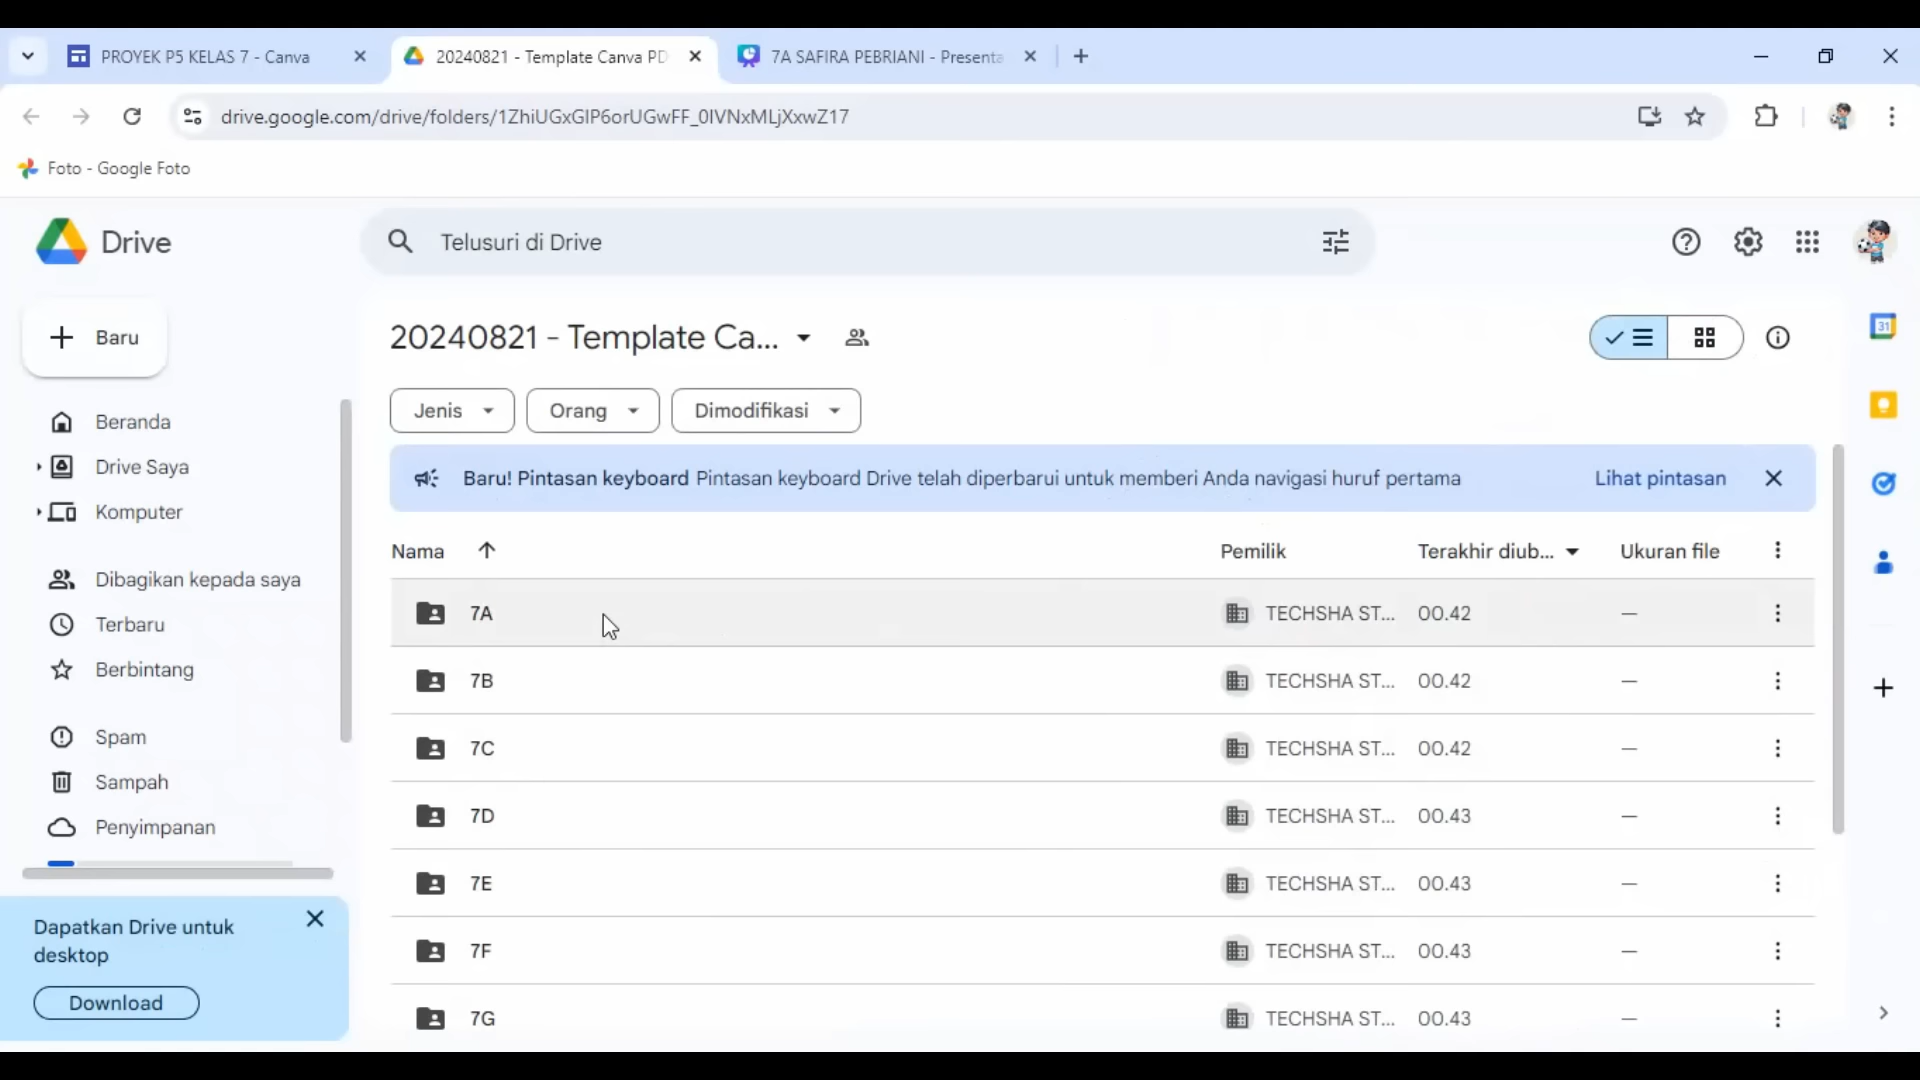 PROYEK P5 KELAS 7 - Canva
20240821 - Template Canva PD
7A SAFIRA PEBRIANI - Presenta
drive.google.com/drive/folders/1ZhiUGxGlP6orUGwFF_0IVNxMLjXxwZ17
Foto - Google Foto
Drive
Telusuri di Drive
Baru
20240821 - Template Ca...
31
Jenis
Orang
Dimodifikasi
Beranda
Drive Saya
Komputer
Dibagikan kepada saya
Terbaru
Berbintang
Spam
Sampah
Penyimpanan
Dapatkan Drive untuk
desktop
Download
Baru! Pintasan keyboard Pintasan keyboard Drive telah diperbarui untuk memberi Anda navigasi huruf pertama Lihat pintasan
Nama Pemilik Terakhir diub... Ukuran file
7A TECHSHA ST... 00.42 —
7B TECHSHA ST... 00.42 —
7C TECHSHA ST... 00.42 —
7D TECHSHA ST... 00.43 —
7E TECHSHA ST... 00.43 —
7F TECHSHA ST... 00.43 —
7G TECHSHA ST... 00.43 —